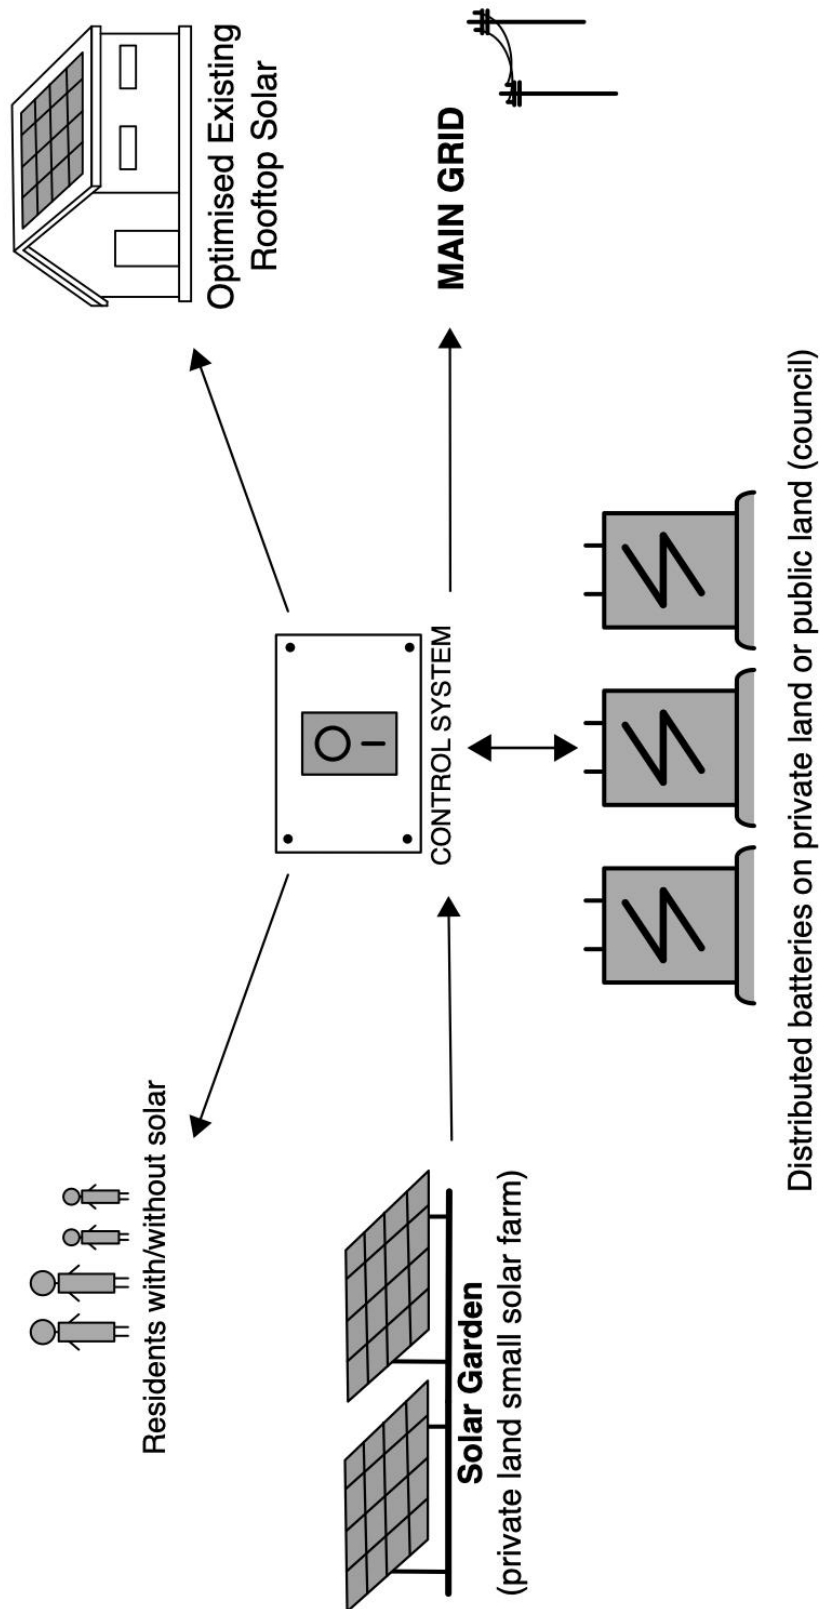 Residents with/without solar
Optimised Existing
Rooftop Solar
CONTROL SYSTEM
MAIN GRID
Solar Garden
(private land small solar farm)
Distributed batteries on private land or public land (council)